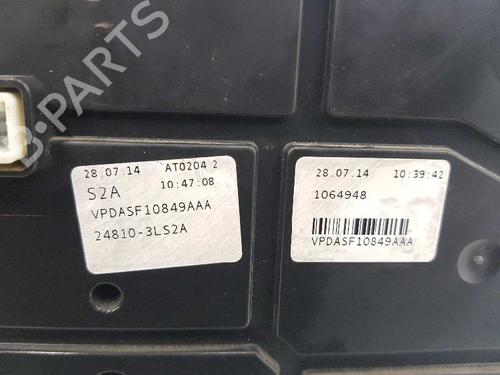 B-PARTS
28.07.14 AT0204 2
S2A 10:47:08
VPDASF10849AAA
24810-3LS2A
28.07.14 10:39:42
1064948
VPDASF10849AAA